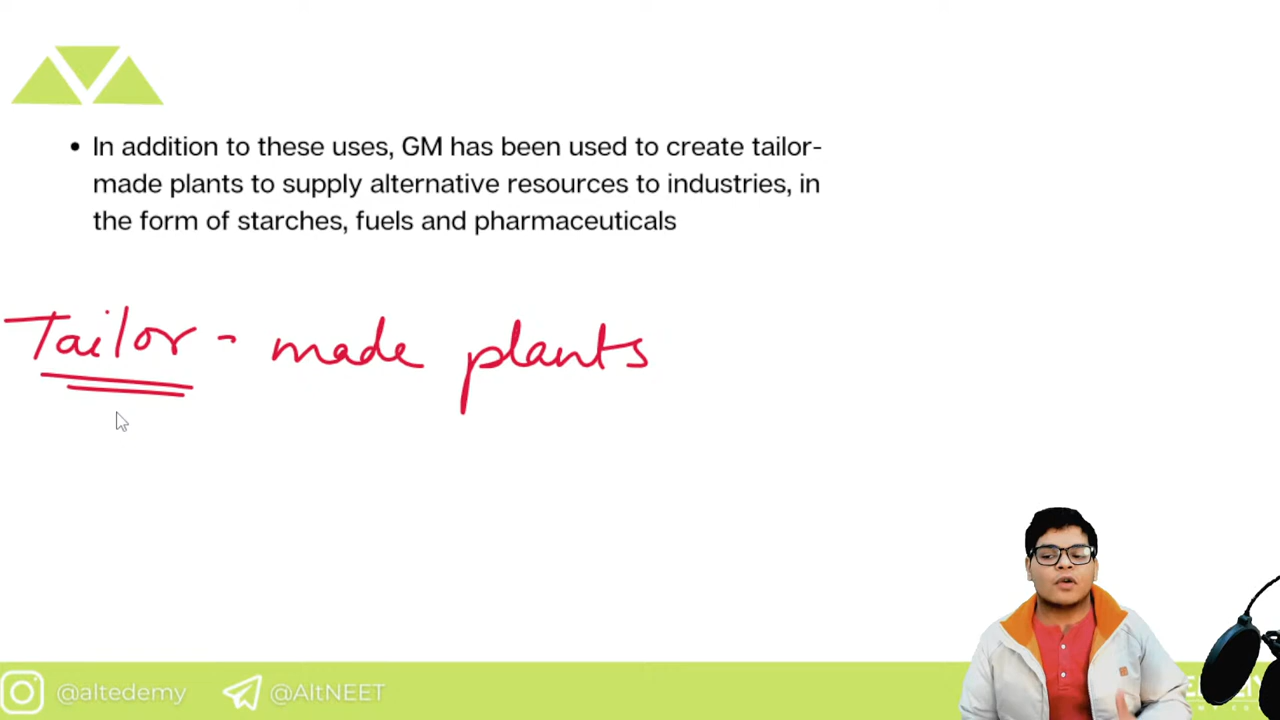 • In addition to these uses, GM has been used to create tailor-
made plants to supply alternative resources to industries, in
the form of starches, fuels and pharmaceuticals
Tailor - made plants
@altedemy @AltNEET